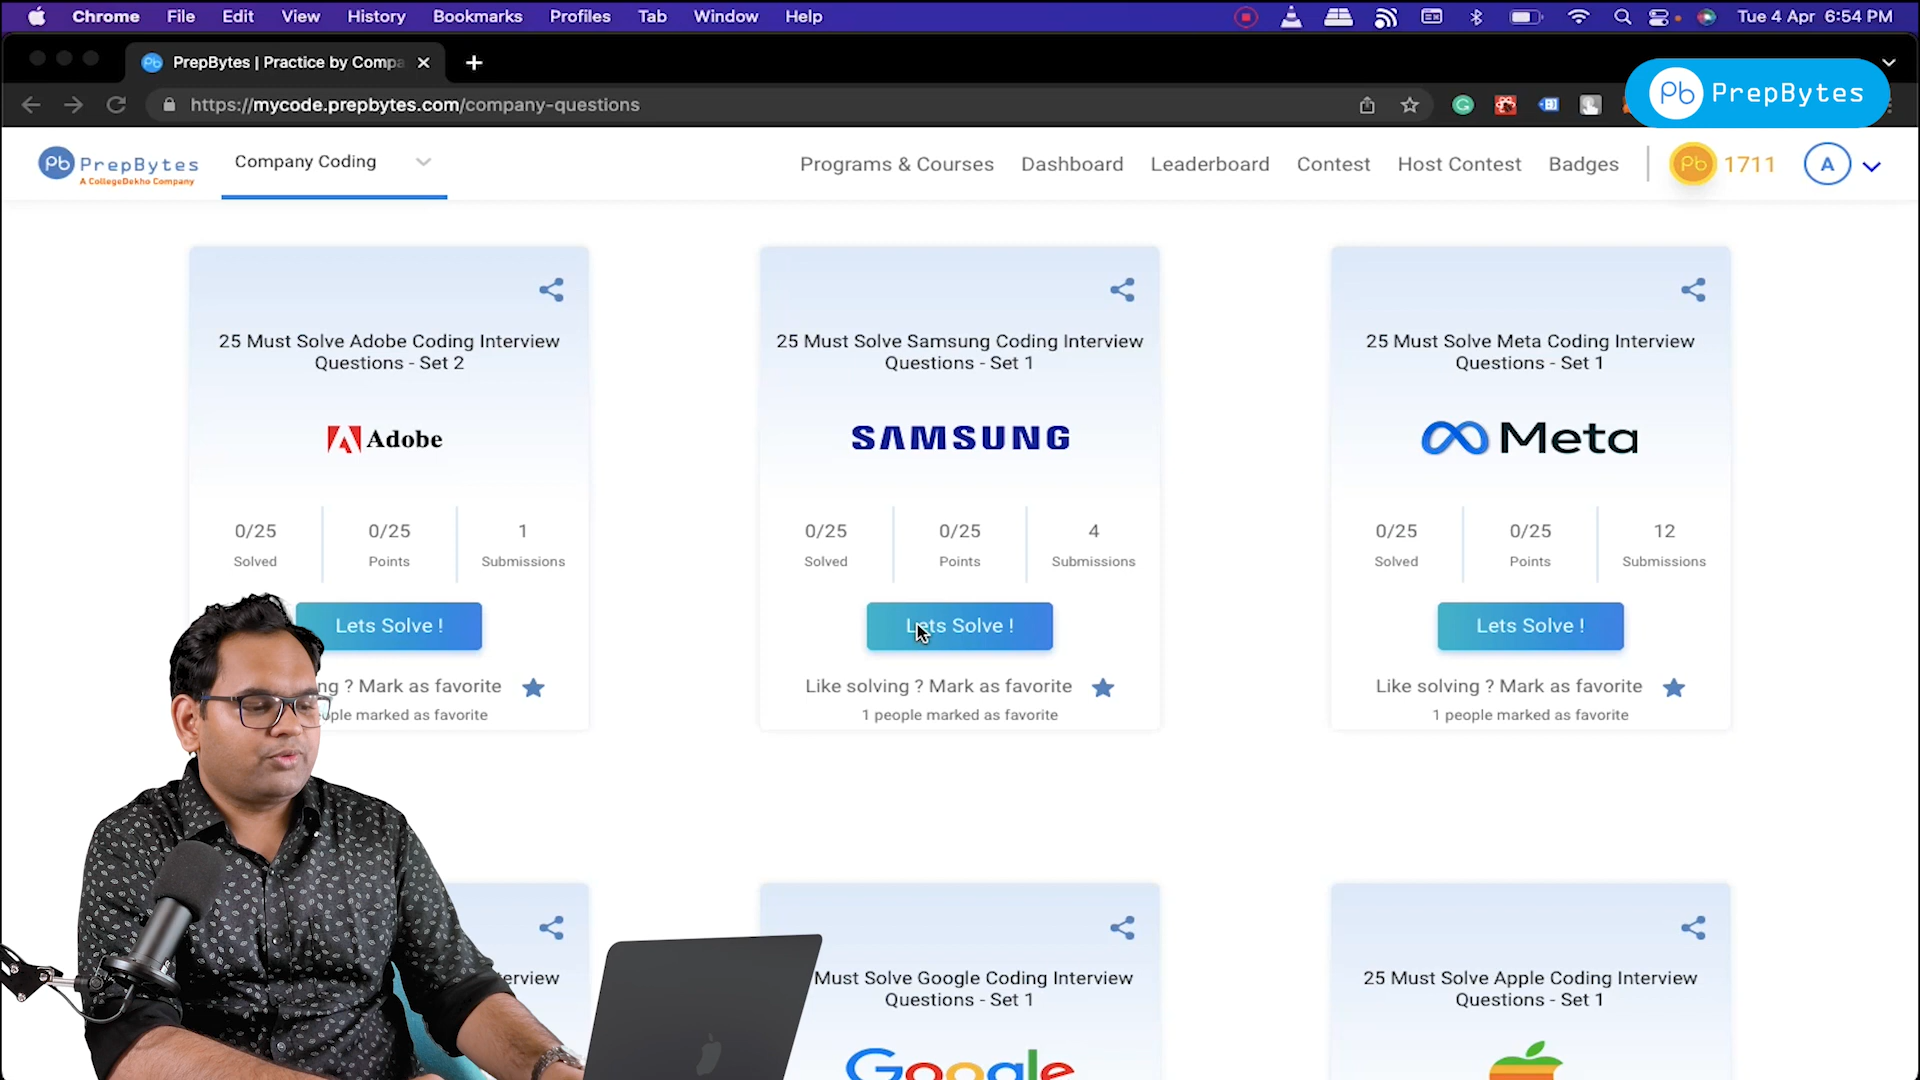 Chrome File Edit View History Bookmarks Profiles Tab Window Help Tue 4 Apr 6:54 PM
PrepBytes | Practice by Compa
https://mycode.prepbytes.com/company-questions
Pb PrepBytes
Pb PrepBytes
A CollegeDekho Company
Company Coding
Programs & Courses Dashboard Leaderboard Contest Host Contest Badges Pb 1711 A
25 Must Solve Adobe Coding Interview
Questions - Set 2
Adobe
0/25 0/25 1
Solved Points Submissions
Lets Solve !
ng ? Mark as favorite
ople marked as favorite
25 Must Solve Samsung Coding Interview
Questions - Set 1
SAMSUNG
0/25 0/25 4
Solved Points Submissions
Lets Solve !
Like solving ? Mark as favorite
1 people marked as favorite
25 Must Solve Meta Coding Interview
Questions - Set 1
Meta
0/25 0/25 12
Solved Points Submissions
Lets Solve !
Like solving ? Mark as favorite
1 people marked as favorite
erview
Must Solve Google Coding Interview
Questions - Set 1
Google
25 Must Solve Apple Coding Interview
Questions - Set 1